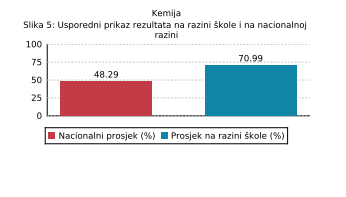 Kemija
Slika 5: Usporedni prikaz rezultata na razini škole i na nacionalnoj
razini
100
75
50
25
0
48.29
70.99
Nacionalni prosjek (%)
Prosjek na razini škole (%)